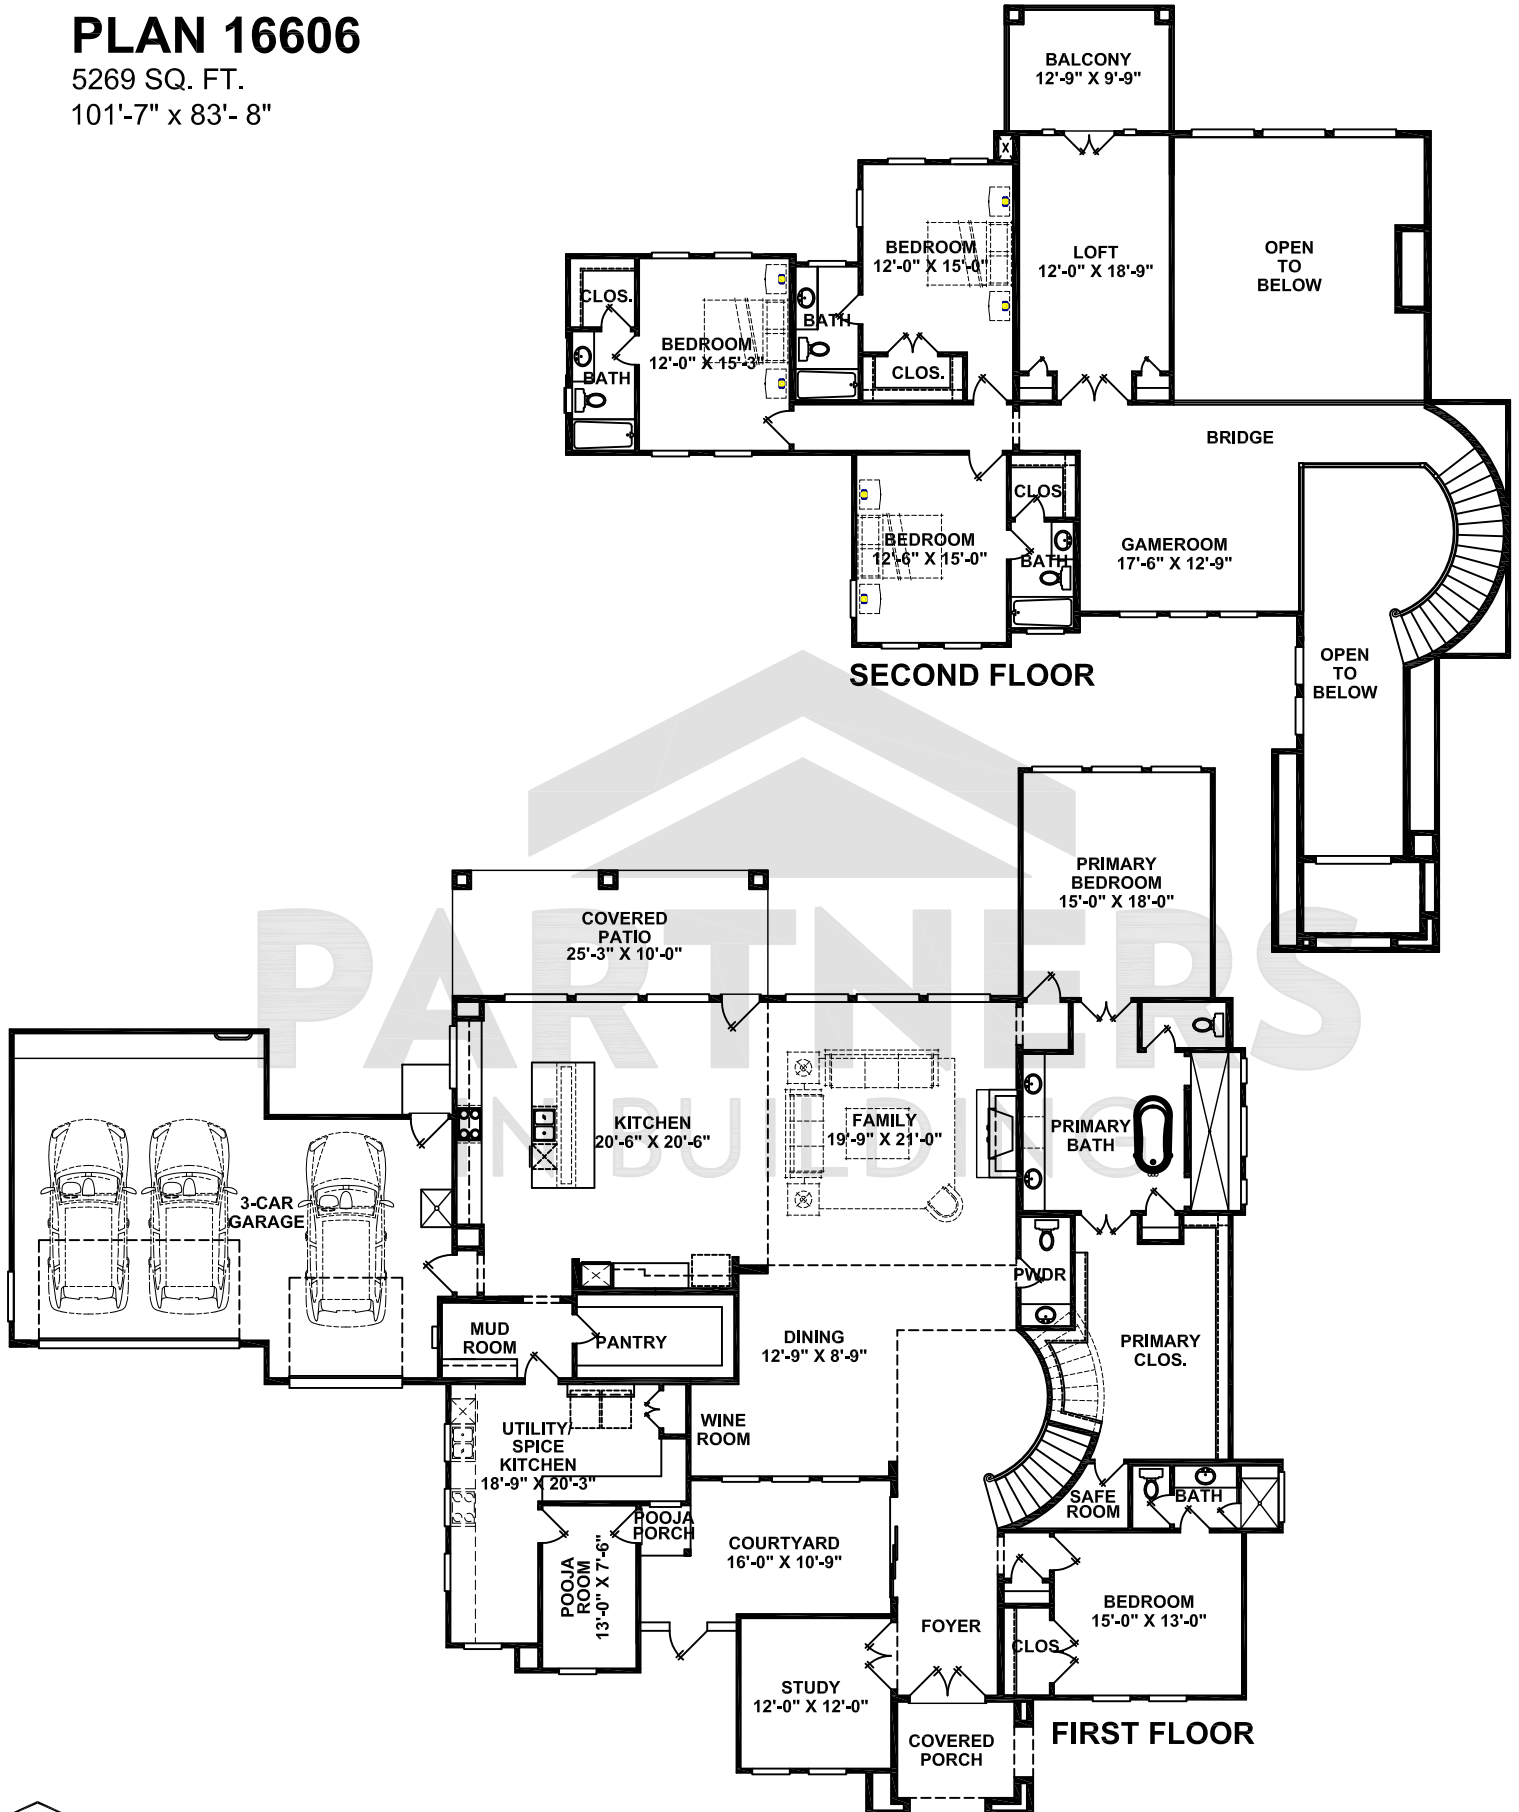 PLAN 16606
5269 SQ. FT.
101'-7" x 83'- 8"
BALCONY
12'-9" X 9'-9"
X
BEDROOM
12'-0" X 15'-0"
LOFT
12'-0" X 18'-9"
OPEN
TO
BELOW
CLOS.
BATH
BEDROOM
12'-0" X 15'-3"
BATH
CLOS.
BRIDGE
CLOS
BEDROOM
12'-6" X 15'-0"
BATH
GAMEROOM
17'-6" X 12'-9"
OPEN
TO
BELOW
SECOND FLOOR
PRIMARY
BEDROOM
15'-0" X 18'-0"
COVERED
PATIO
25'-3" X 10'-0"
PARTNERS
IN BUILDING
KITCHEN
20'-6" X 20'-6"
FAMILY
19'-9" X 21'-0"
PRIMARY
BATH
3-CAR
GARAGE
PWDR
MUD
ROOM
PANTRY
DINING
12'-9" X 8'-9"
PRIMARY
CLOS.
WINE
ROOM
UTILITY/
SPICE
KITCHEN
18'-9" X 20'-3"
SAFE
ROOM
BATH
POOJA
PORCH
COURTYARD
16'-0" X 10'-9"
POOJA
ROOM
13'-0" X 7'-6"
BEDROOM
15'-0" X 13'-0"
FOYER
CLOS
STUDY
12'-0" X 12'-0"
COVERED
PORCH
FIRST FLOOR